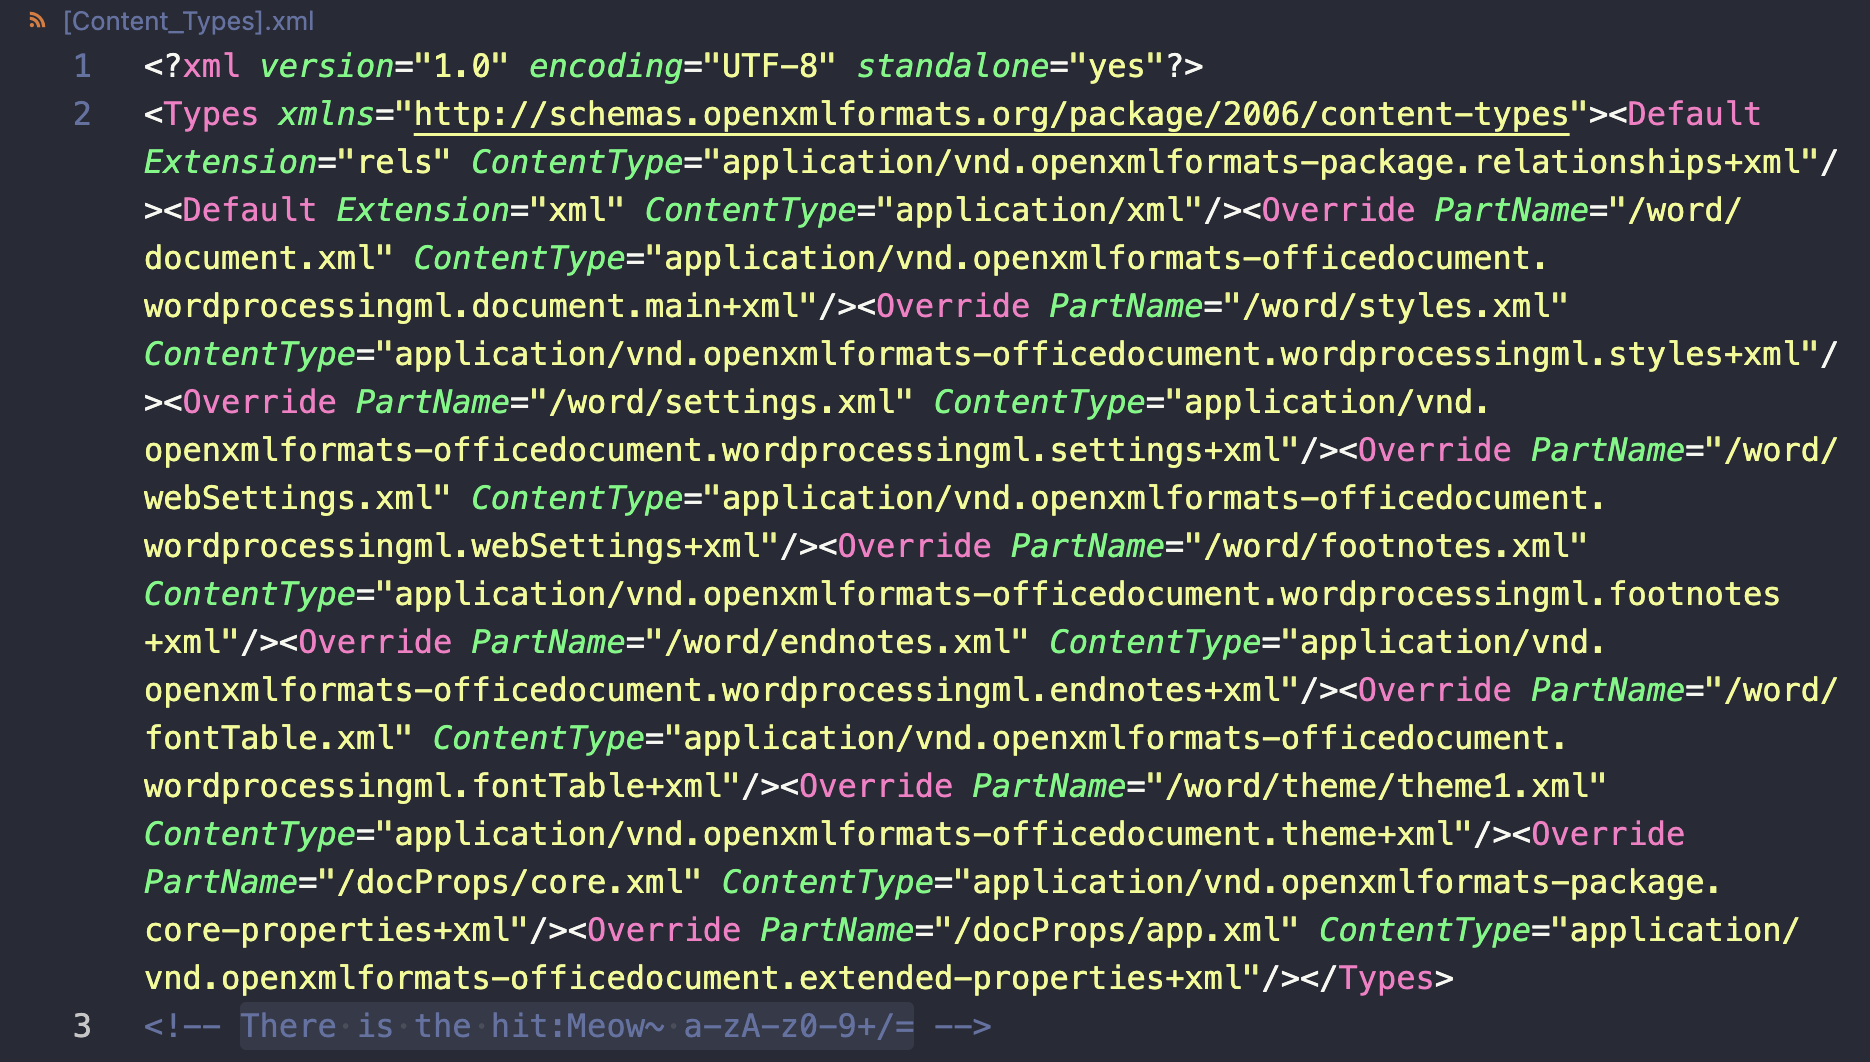 [Content_Types].xml
1 <?xml version="1.0" encoding="UTF-8" standalone="yes"?>
2 <Types xmlns="http://schemas.openxmlformats.org/package/2006/content-types"><Default
Extension="rels" ContentType="application/vnd.openxmlformats-package.relationships+xml"/
><Default Extension="xml" ContentType="application/xml"/><Override PartName="/word/
document.xml" ContentType="application/vnd.openxmlformats-officedocument.
wordprocessingml.document.main+xml"/><Override PartName="/word/styles.xml"
ContentType="application/vnd.openxmlformats-officedocument.wordprocessingml.styles+xml"/
><Override PartName="/word/settings.xml" ContentType="application/vnd.
openxmlformats-officedocument.wordprocessingml.settings+xml"/><Override PartName="/word/
webSettings.xml" ContentType="application/vnd.openxmlformats-officedocument.
wordprocessingml.webSettings+xml"/><Override PartName="/word/footnotes.xml"
ContentType="application/vnd.openxmlformats-officedocument.wordprocessingml.footnotes
+xml"/><Override PartName="/word/endnotes.xml" ContentType="application/vnd.
openxmlformats-officedocument.wordprocessingml.endnotes+xml"/><Override PartName="/word/
fontTable.xml" ContentType="application/vnd.openxmlformats-officedocument.
wordprocessingml.fontTable+xml"/><Override PartName="/word/theme/theme1.xml"
ContentType="application/vnd.openxmlformats-officedocument.theme+xml"/><Override
PartName="/docProps/core.xml" ContentType="application/vnd.openxmlformats-package.
core-properties+xml"/><Override PartName="/docProps/app.xml" ContentType="application/
vnd.openxmlformats-officedocument.extended-properties+xml"/></Types>
3 <!-- There is the hit:Meow~ a-zA-z0-9+/= -->